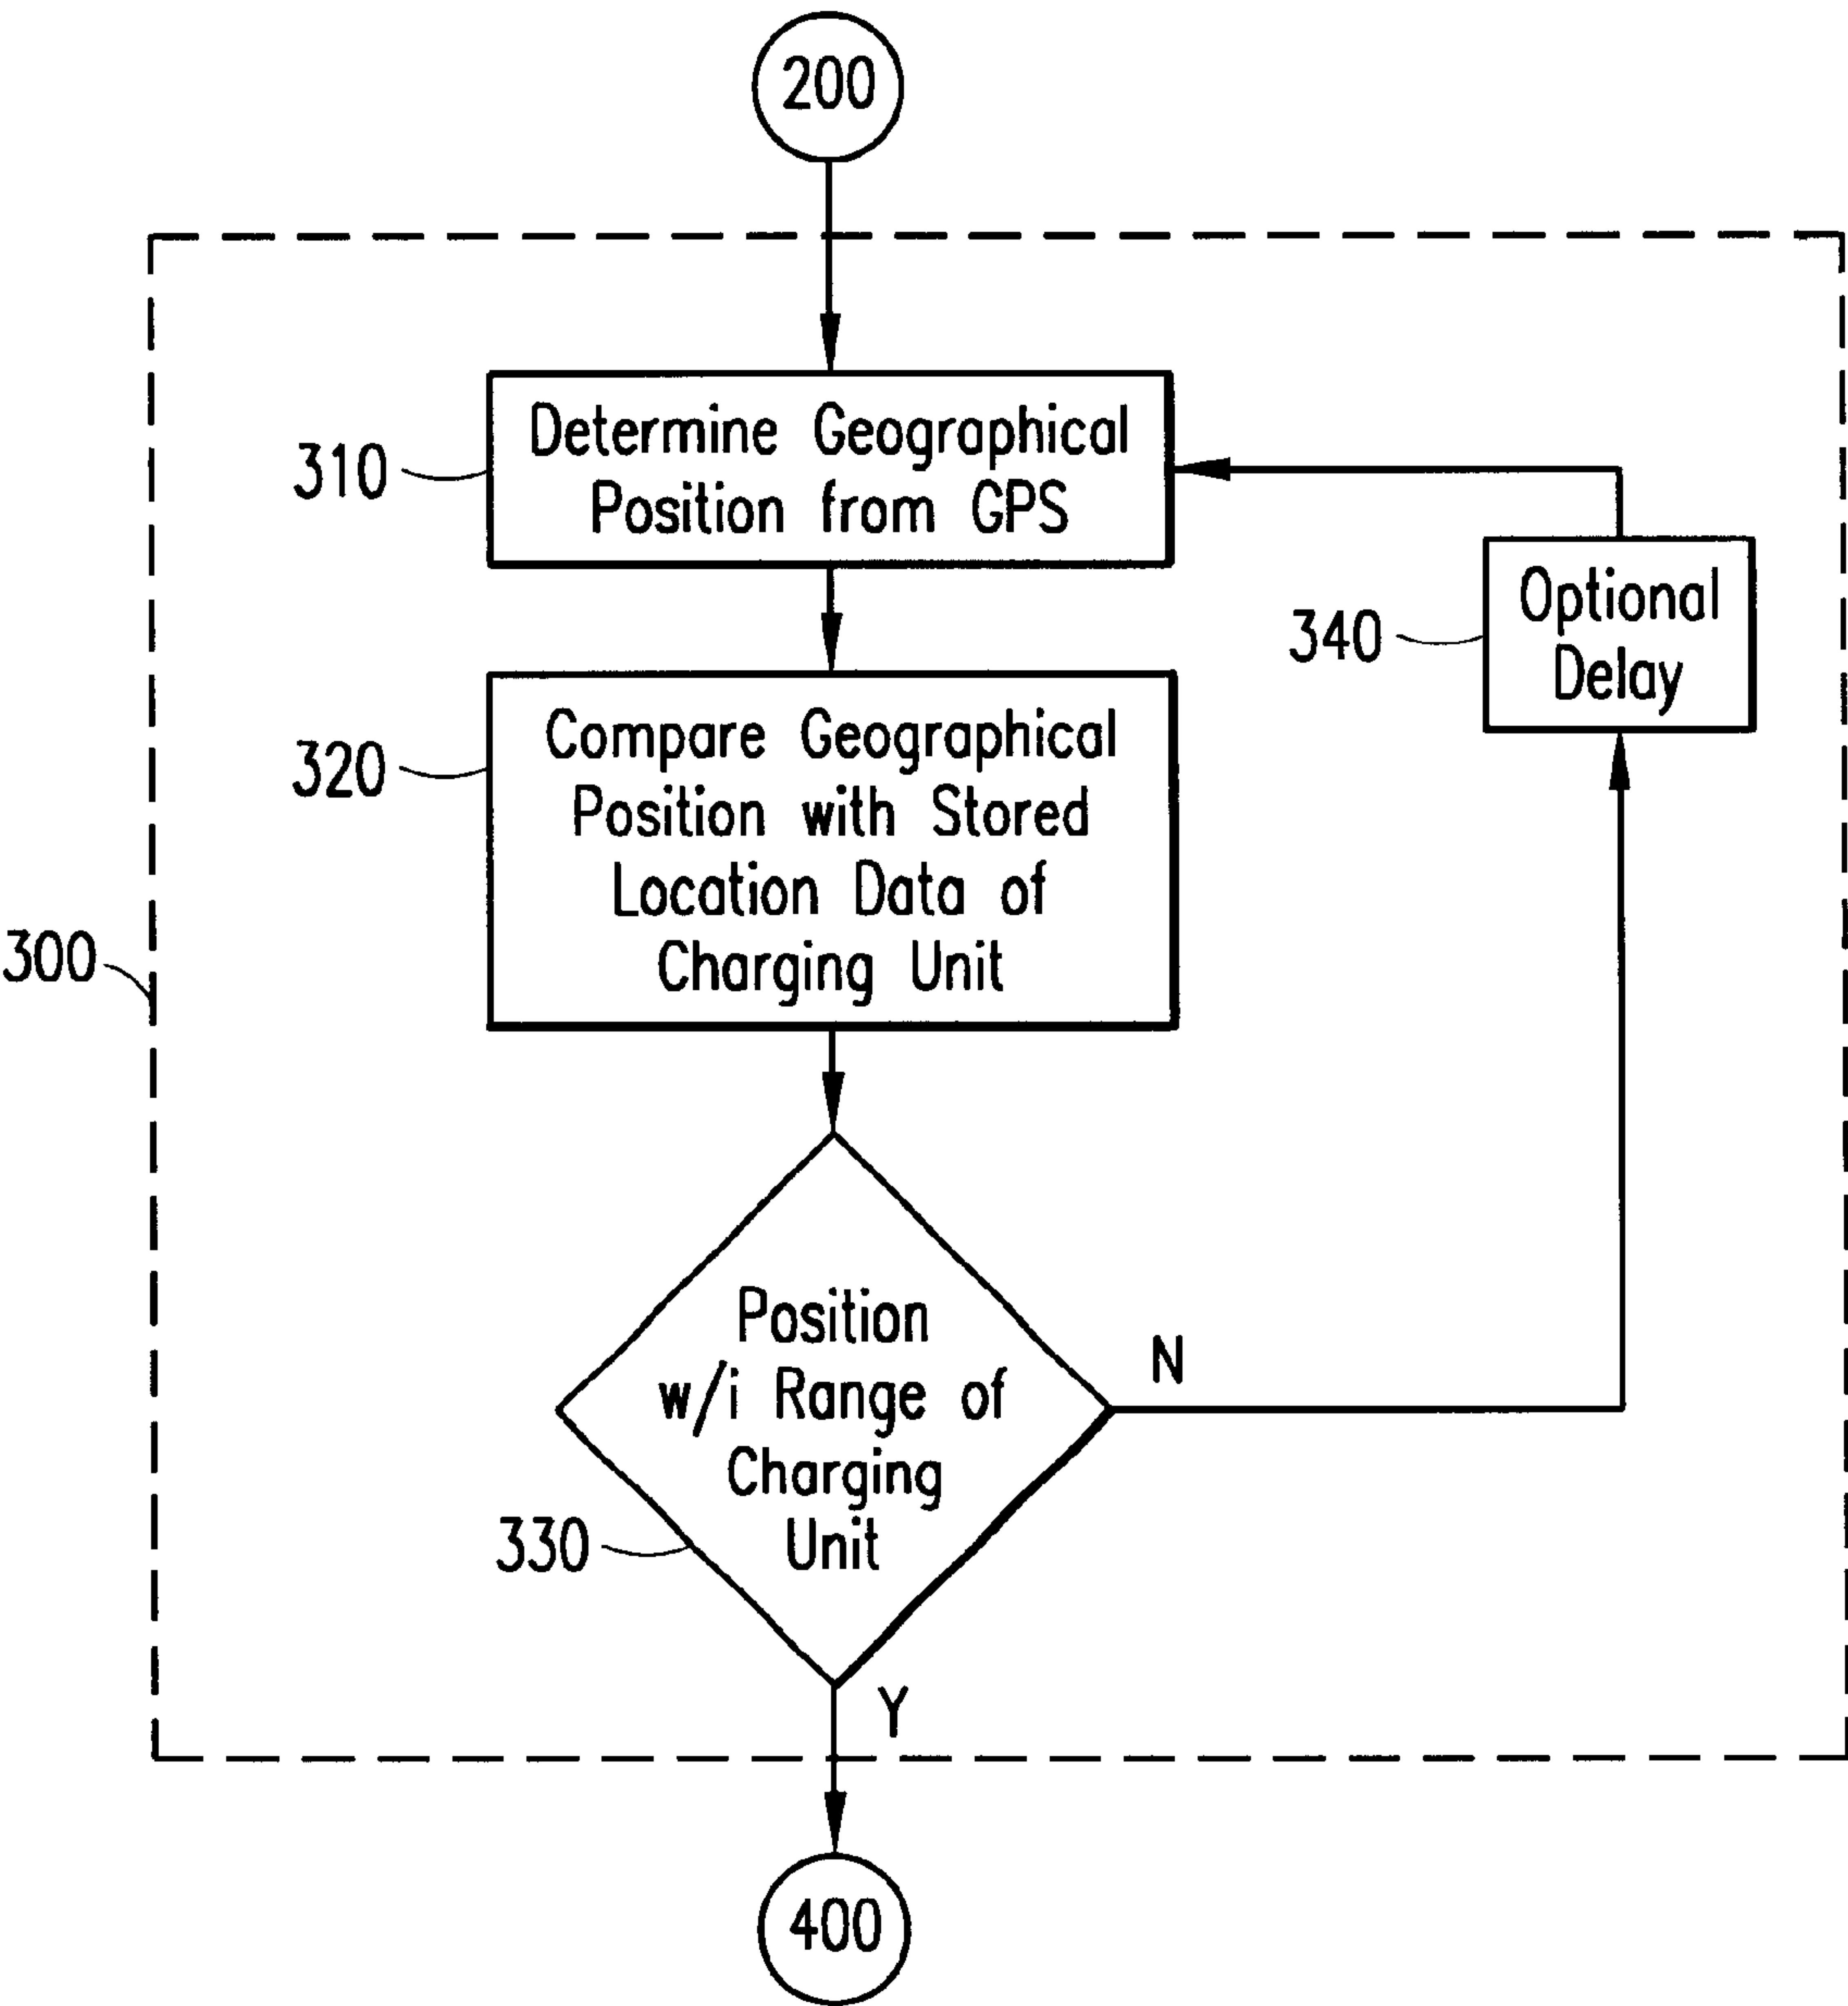 200
310
Determine Geographical
Position from GPS
340
Optional
Delay
320
Compare Geographical
Position with Stored
Location Data of
Charging Unit
300
Position
w/i Range of
Charging
Unit
N
330
Y
400